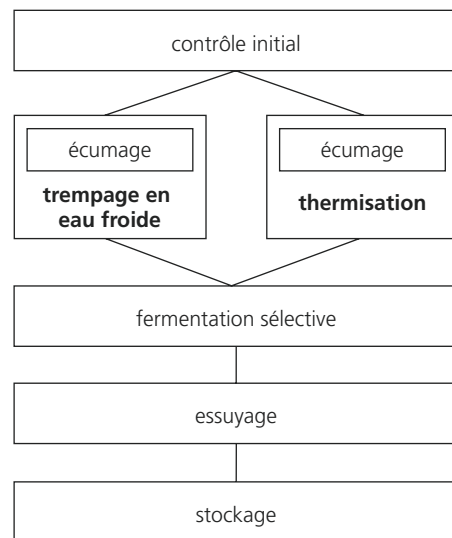 contrôle initial
écumage
trempage en
eau froide
écumage
thermisation
fermentation sélective
essuyage
stockage